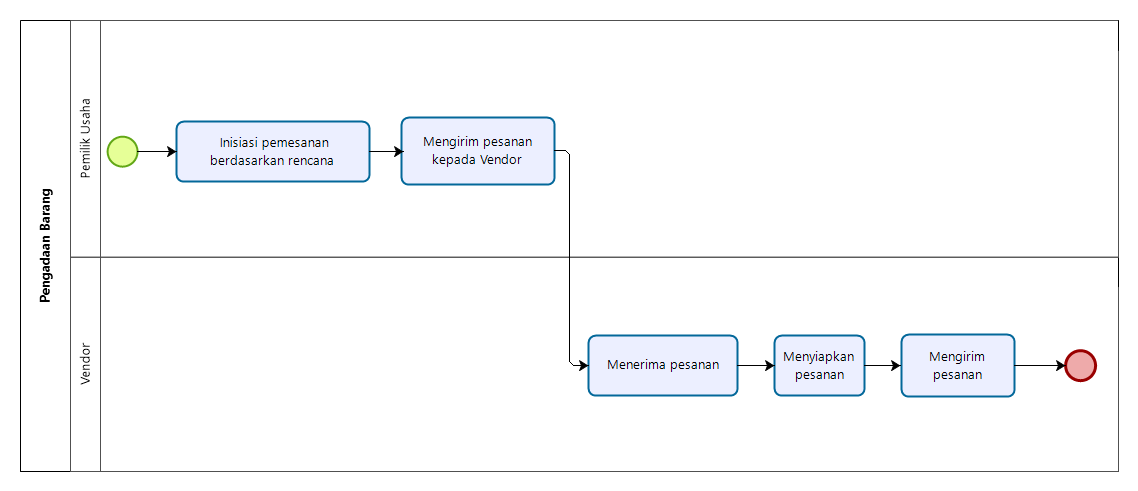 Pengadaan Barang
Pemilik Usaha
Inisiasi pemesanan
berdasarkan rencana
Mengirim pesanan
kepada Vendor
Vendor
Menerima pesanan
Menyiapkan
pesanan
Mengirim
pesanan